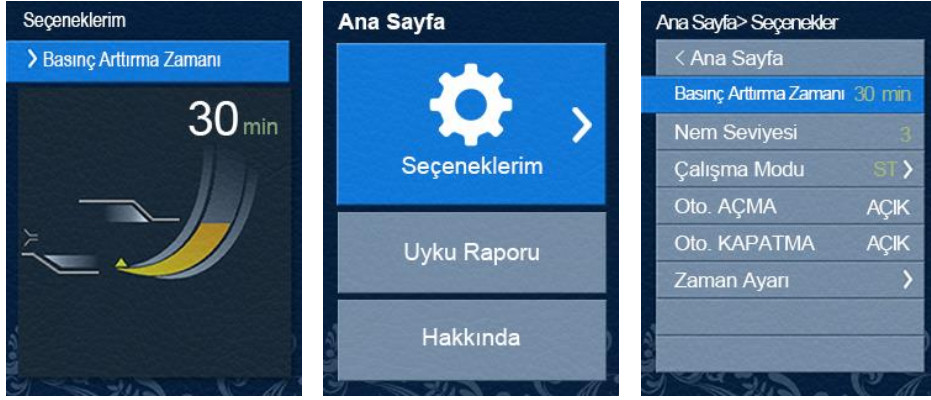 Seçeneklerim
> Basınç Arttırma Zamanı
30 min
Ana Sayfa
Seçeneklerim
Uyku Raporu
Hakkında
Ana Sayfa> Seçenekler
< Ana Sayfa
Basınç Arttırma Zamanı 30 min
Nem Seviyesi 3
Çalışma Modu ST >
Oto. AÇMA AÇIK
Oto. KAPATMA AÇIK
Zaman Ayarı >